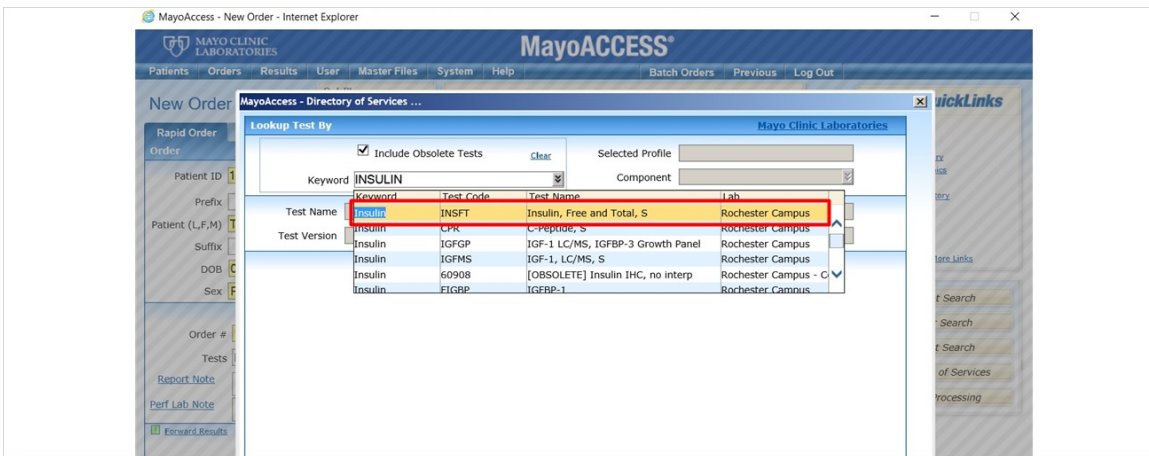 MayoAccess - New Order - Internet Explorer
MAYO CLINIC
LABORATORIES
MayoACCESS®
Patients Orders Results User Master Files System Help Batch Orders Previous Log Out
New Order
MayoAccess - Directory of Services ...
uickLinks
Rapid Order
Order
Lookup Test By
Mayo Clinic Laboratories
Include Obsolete Tests
Clear
Selected Profile
Patient ID 1
Keyword INSULIN
Component
Prefix
Keyword Test Code Test Name Lab
Test Name
Insulin INSFT Insulin, Free and Total, S Rochester Campus
Patient (L,F,M) T
Insulin CPR C-Peptide, S Rochester Campus
Test Version
Suffix
Insulin IGFGP IGF-1 LC/MS, IGFBP-3 Growth Panel Rochester Campus
Insulin IGFMS IGF-1, LC/MS, S Rochester Campus
ore Links
DOB
Insulin 60908 [OBSOLETE] Insulin IHC, no interp Rochester Campus - C
Sex F
Insulin FIGBP IGFBP-1 Rochester Campus
t Search
Order #
Search
Tests
t Search
Report Note
of Services
Perf Lab Note
rocessing
Forward Results